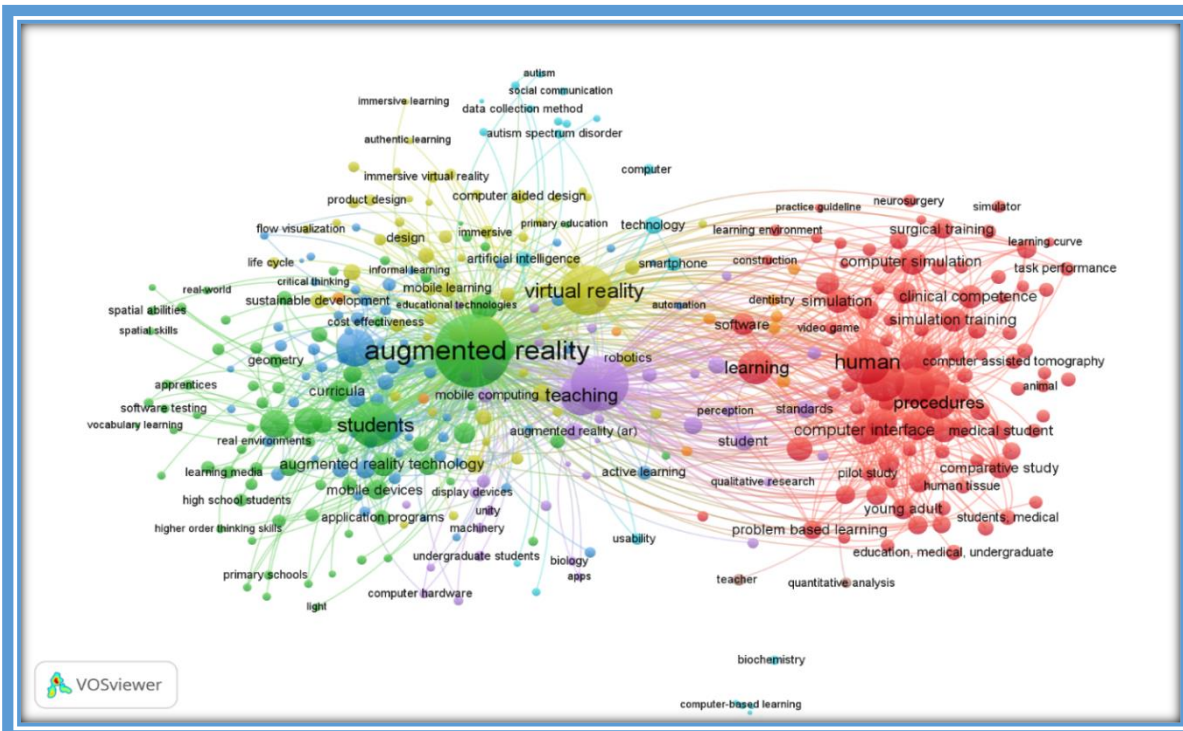 autism
social communication
immersive learning
data collection method
autism spectrum disorder
authentic learning
computer
immersive virtual reality
computer aided design
product design
practice guideline
neurosurgery
simulator
flow visualization
design
immersive
primary education
technology
learning environment
surgical training
learning curve
life cycle
informal learning
artificial intelligence
smartphone
construction
computer simulation
task performance
critical thinking
real-world
mobile learning
virtual reality
sustainable development
educational technologies
automation
dentistry
simulation
clinical competence
spatial abilities
cost effectiveness
software
video game
simulation training
spatial skills
augmented reality
robotics
geometry
learning
human
computer assisted tomography
apprentices
curricula
mobile computing
teaching
animal
software testing
perception
standards
procedures
vocabulary learning
students
augmented reality (ar)
student
computer interface
medical student
real environments
learning media
augmented reality technology
active learning
qualitative research
pilot study
comparative study
human tissue
high school students
mobile devices
display devices
unity
young adult
higher order thinking skills
application programs
machinery
usability
problem based learning
students, medical
undergraduate students
biology
education, medical, undergraduate
primary schools
apps
teacher
quantitative analysis
computer hardware
light
biochemistry
computer-based learning
VOSviewer